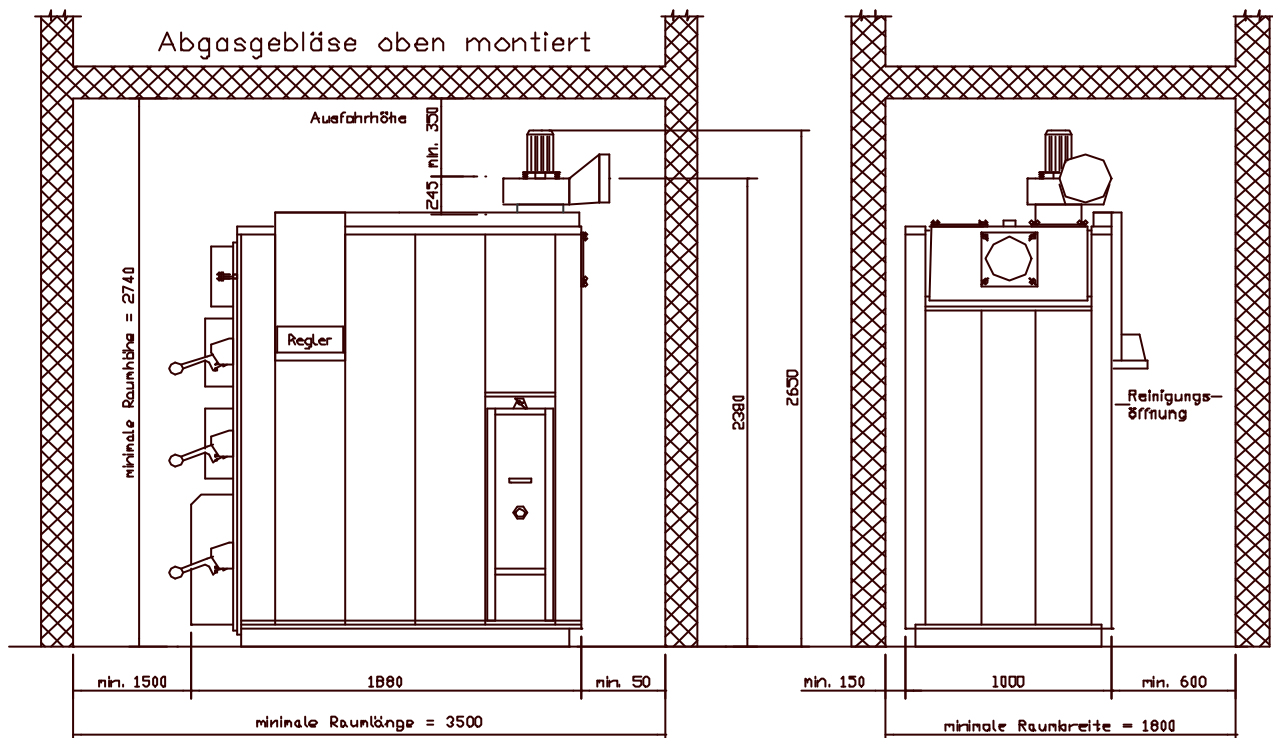 Abgasgebläse oben montiert
Ausfahrhöhe
min. 350
245
minimale Raumhöhe = 2740
Regler
2380
2650
Reinigungs-
öffnung
min. 1500
1880
min. 50
minimale Raumlänge = 3500
min. 150
1000
min. 600
minimale Raumbreite = 1800